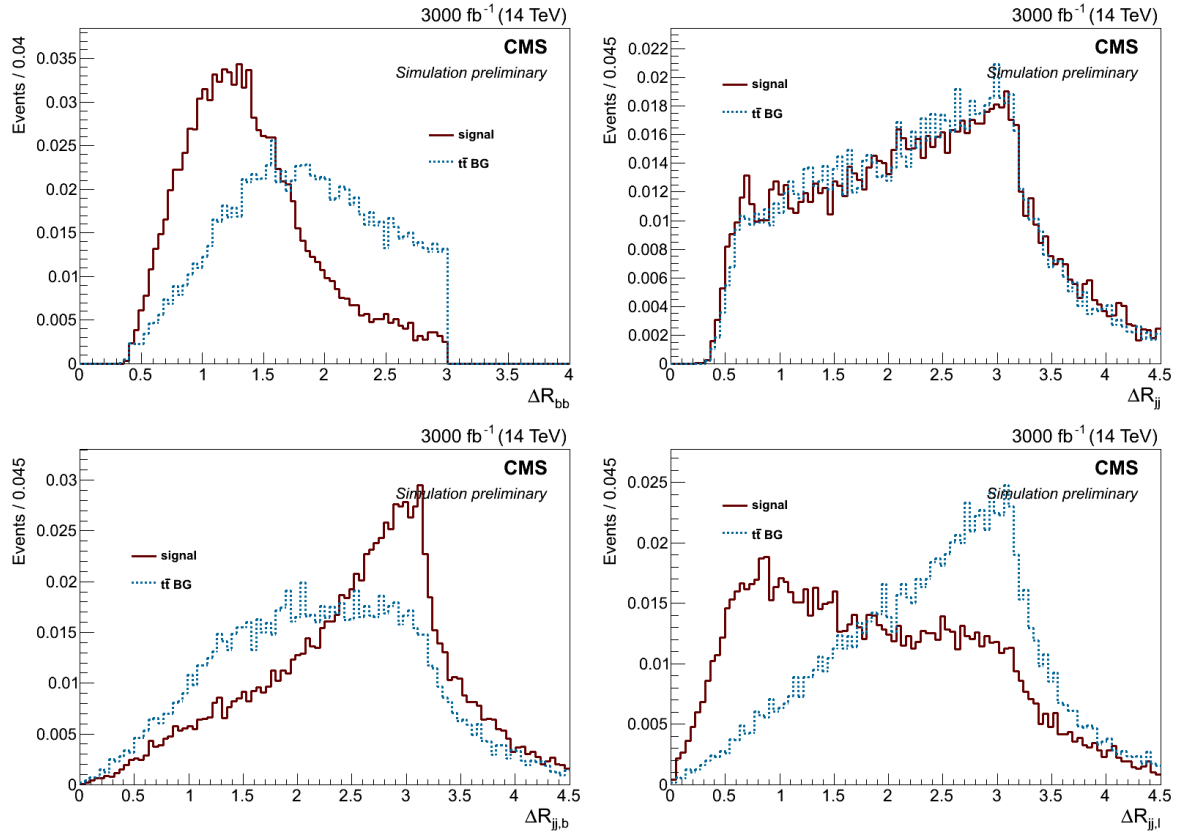 3000 fb⁻¹ (14 TeV)
Events / 0.04
CMS
Simulation preliminary
signal
tt̄ BG
0.035
0.03
0.025
0.02
0.015
0.01
0.005
0
0 0.5 1 1.5 2 2.5 3 3.5 4
ΔR_bb
3000 fb⁻¹ (14 TeV)
Events / 0.045
CMS
Simulation preliminary
signal
tt̄ BG
0.022
0.02
0.018
0.016
0.014
0.012
0.01
0.008
0.006
0.004
0.002
0
0 0.5 1 1.5 2 2.5 3 3.5 4 4.5
ΔR_jj
3000 fb⁻¹ (14 TeV)
Events / 0.045
CMS
Simulation preliminary
signal
tt̄ BG
0.03
0.025
0.02
0.015
0.01
0.005
0
0 0.5 1 1.5 2 2.5 3 3.5 4 4.5
ΔR_jj,b
3000 fb⁻¹ (14 TeV)
Events / 0.045
CMS
Simulation preliminary
signal
tt̄ BG
0.025
0.02
0.015
0.01
0.005
0
0 0.5 1 1.5 2 2.5 3 3.5 4 4.5
ΔR_jj,l